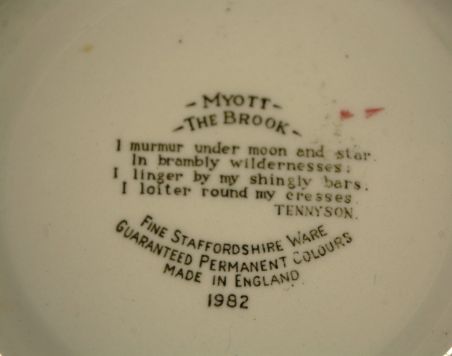 - MYOTT -
- THE BROOK -
I murmur under moon and star
In brambly wildernesses;
I linger by my shingly bars.
I loiter round my cresses.
TENNYSON.
FINE STAFFORDSHIRE WARE
GUARANTEED PERMANENT COLOURS
MADE IN ENGLAND
1982